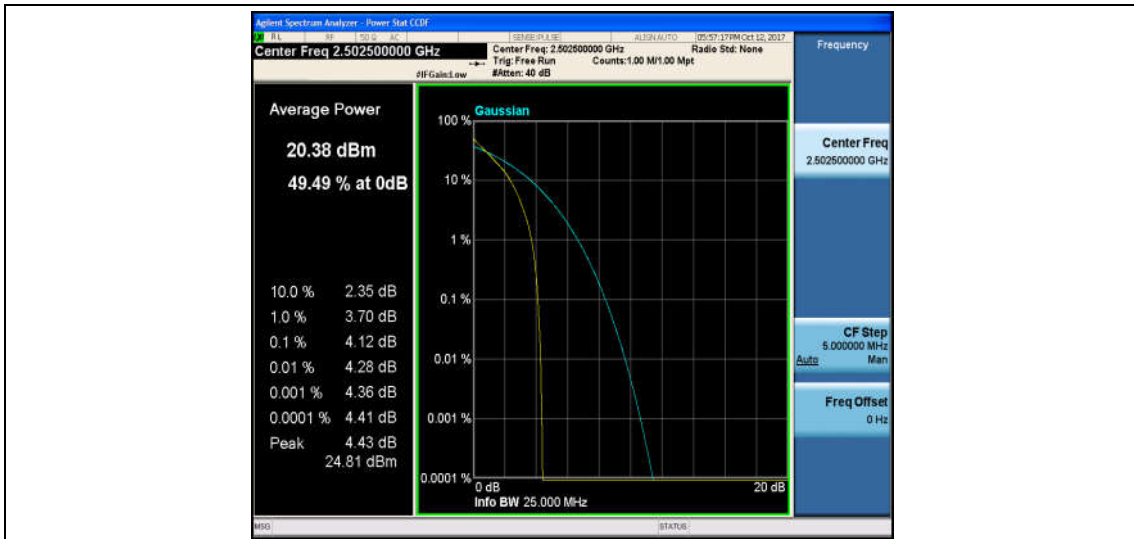 Agilent Spectrum Analyzer - Power Stat CCDF
RL RF 50 Ω AC SENSE:PULSE ALIGNAUTO 05:57:17PM Oct 12, 2017
Center Freq 2.502500000 GHz
Center Freq: 2.502500000 GHz Radio Std: None
Trig: Free Run Counts:1.00 M/1.00 Mpt
#IFGain:Low #Atten: 40 dB
Frequency
Center Freq
2.502500000 GHz
CF Step
5.000000 MHz
Auto Man
Freq Offset
0 Hz
Average Power
20.38 dBm
49.49 % at 0dB
10.0 % 2.35 dB
1.0 % 3.70 dB
0.1 % 4.12 dB
0.01 % 4.28 dB
0.001 % 4.36 dB
0.0001 % 4.41 dB
Peak 4.43 dB
24.81 dBm
Gaussian
100 %
10 %
1 %
0.1 %
0.01 %
0.001 %
0.0001 %
0 dB 20 dB
Info BW 25.000 MHz
MSG STATUS